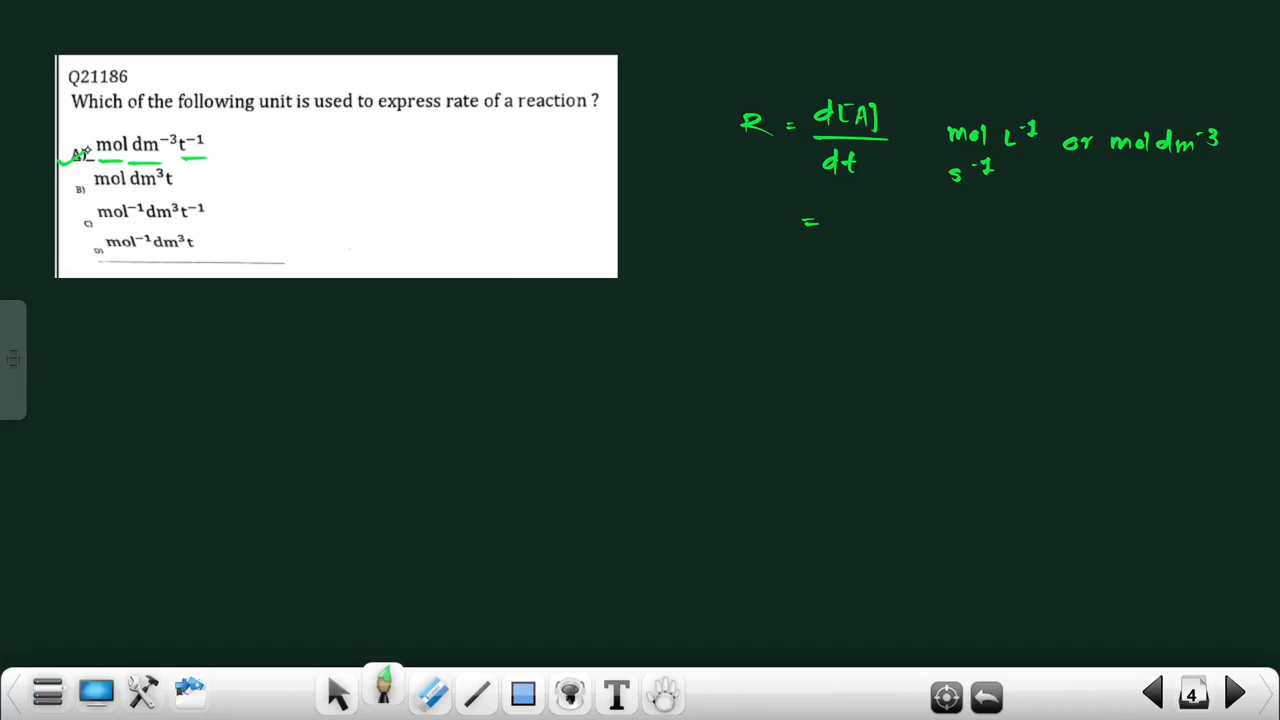 Q21186
Which of the following unit is used to express rate of a reaction ?
A) mol dm⁻³t⁻¹
B) mol dm³t
C) mol⁻¹dm³t⁻¹
D) mol⁻¹dm³t
R = d[A] / dt
mol L⁻¹ or mol dm⁻³
s⁻¹
=
T
4